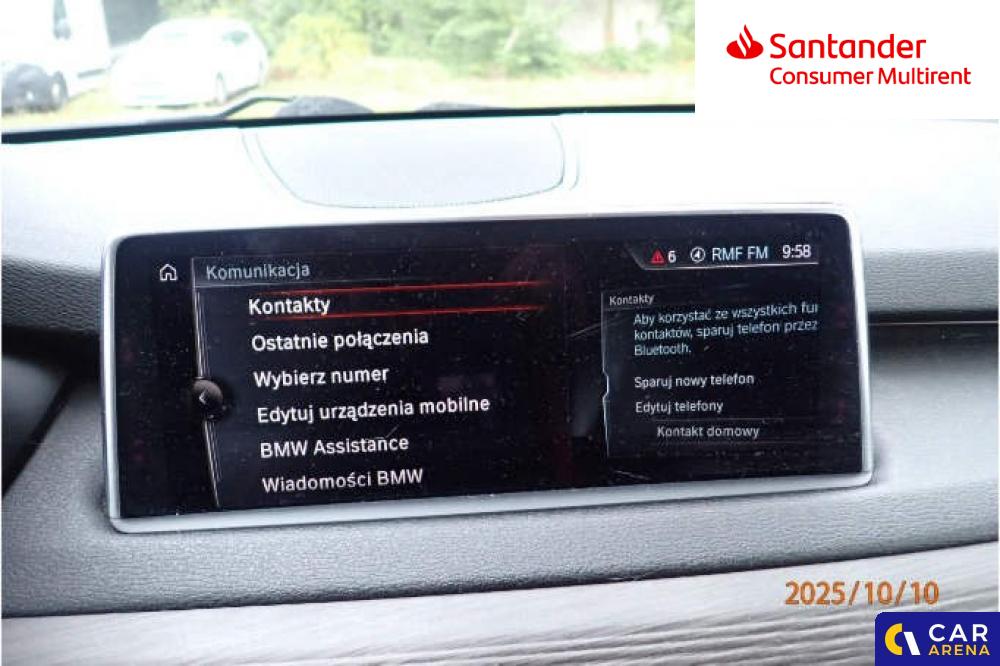 Santander
Consumer Multirent
6 RMF FM 9:58
Komunikacja
Kontakty
Ostatnie połączenia
Wybierz numer
Edytuj urządzenia mobilne
BMW Assistance
Wiadomości BMW
Kontakty
Aby korzystać ze wszystkich fun
kontaktów, sparuj telefon przez
Bluetooth.
Sparuj nowy telefon
Edytuj telefony
Kontakt domowy
2025/10/10
CAR
ARENA